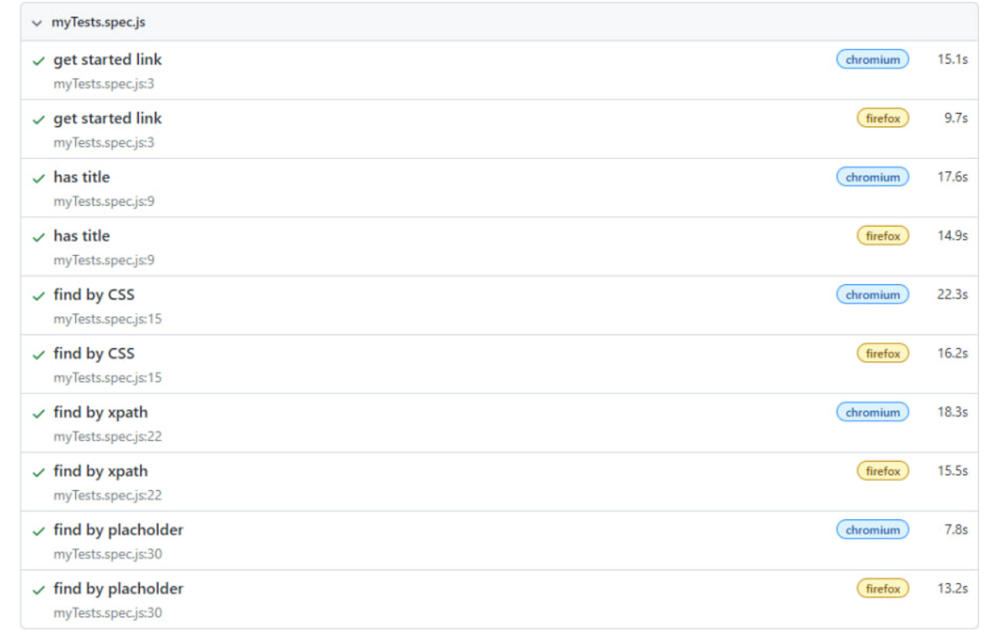 myTests.spec.js
get started link chromium 15.1s
myTests.spec.js:3
get started link firefox 9.7s
myTests.spec.js:3
has title chromium 17.6s
myTests.spec.js:9
has title firefox 14.9s
myTests.spec.js:9
find by CSS chromium 22.3s
myTests.spec.js:15
find by CSS firefox 16.2s
myTests.spec.js:15
find by xpath chromium 18.3s
myTests.spec.js:22
find by xpath firefox 15.5s
myTests.spec.js:22
find by placholder chromium 7.8s
myTests.spec.js:30
find by placholder firefox 13.2s
myTests.spec.js:30